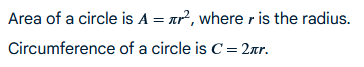 Area of a circle is A = πr², where r is the radius.
Circumference of a circle is C = 2πr.